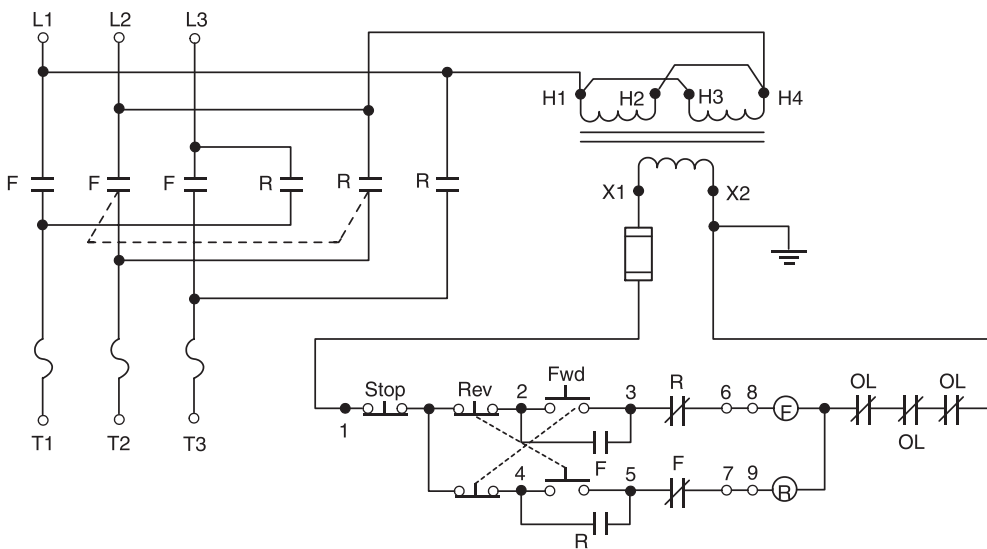 L1 L2 L3
H1 H2 H3 H4
F F F R R R
X1 X2
T1 T2 T3
Stop Rev 2 Fwd 3 R 6 8 OL OL
1 F
OL
F
4 5 F 7 9
R
R